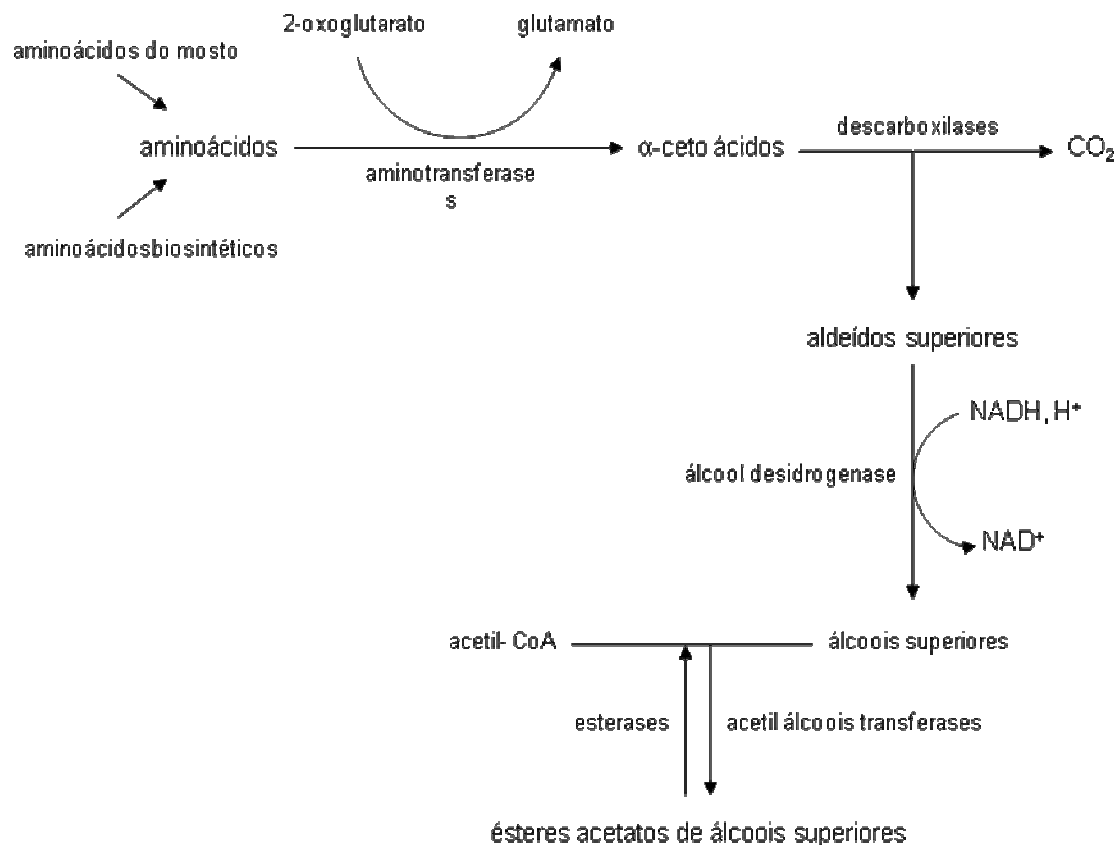 2-oxoglutarato
glutamato
aminoácidos do mosto
aminoácidos
α-ceto ácidos
descarboxilases
CO₂
aminotransferase
s
aminoácidosbiosintéticos
aldeídos superiores
NADH, H⁺
álcool desidrogenase
NAD⁺
acetil- CoA
álcoois superiores
esterases
acetil álcoois transferases
ésteres acetatos de álcoois superiores